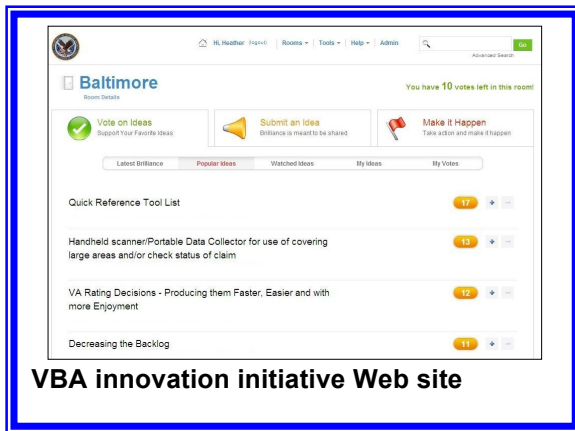 Hi, Heather (logout) Rooms Tools Help Admin
Go
Advanced Search
Baltimore
Room Details
You have 10 votes left in this room!
Vote on Ideas
Support Your Favorite Ideas
Submit an Idea
Brilliance is meant to be shared
Make it Happen
Take action and make it happen
Latest Brilliance Popular Ideas Watched Ideas My Ideas My Votes
Quick Reference Tool List 17
Handheld scanner/Portable Data Collector for use of covering
large areas and/or check status of claim
13
VA Rating Decisions - Producing them Faster, Easier and with
more Enjoyment
12
Decreasing the Backlog 11
VBA innovation initiative Web site